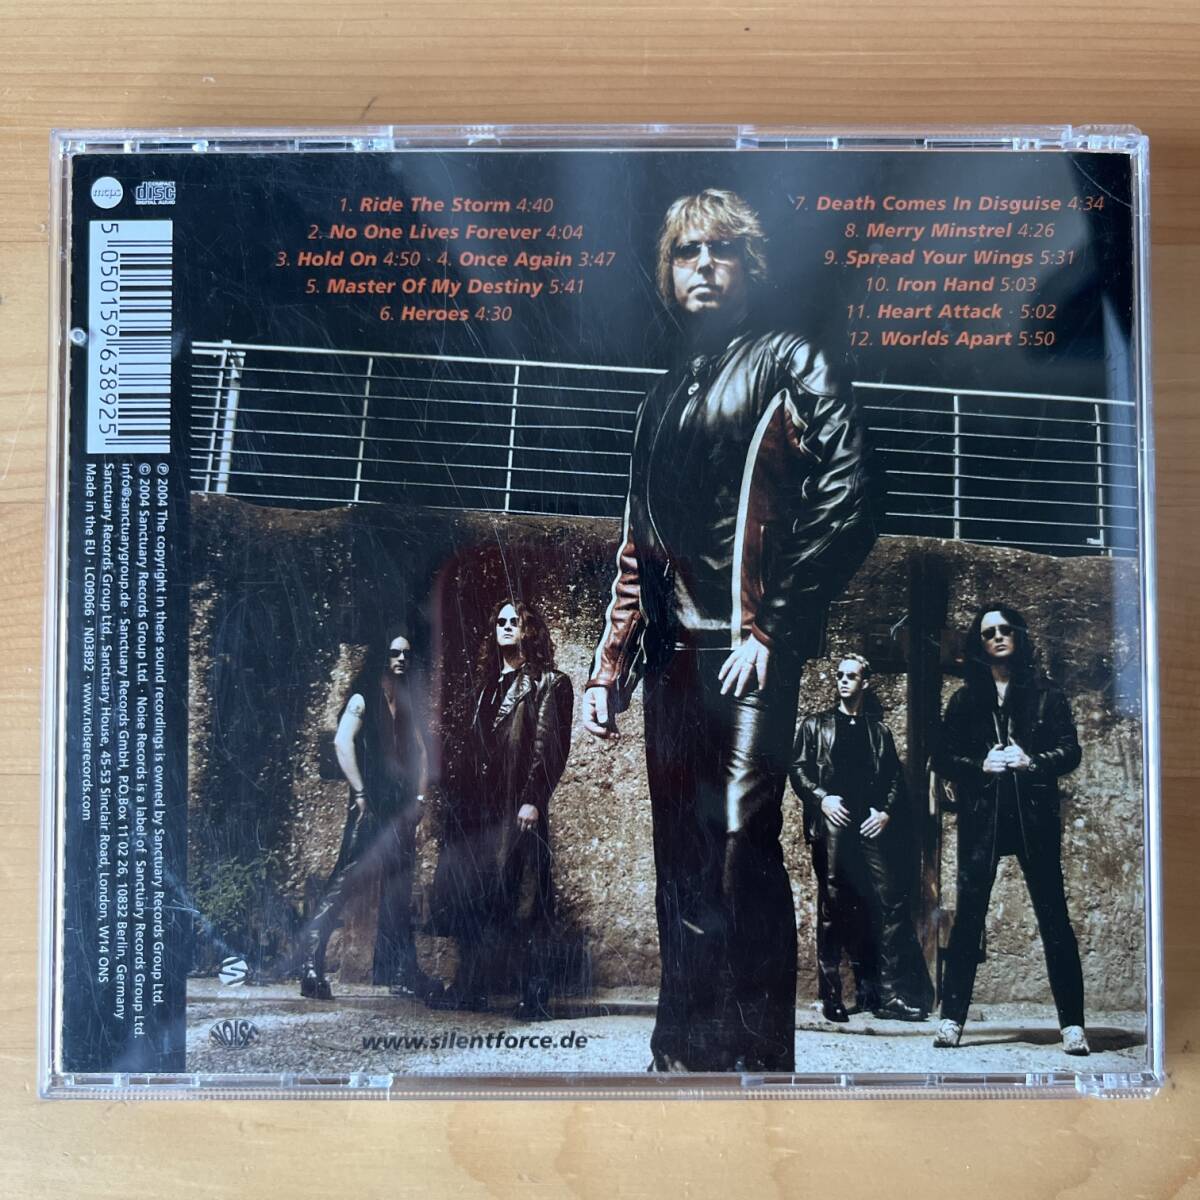 mcps
COMPACT
disc
DIGITAL AUDIO
5 050159 638925
1. Ride The Storm 4:40
2. No One Lives Forever 4:04
3. Hold On 4:50 · 4. Once Again 3:47
5. Master Of My Destiny 5:41
6. Heroes 4:30
7. Death Comes In Disguise 4:34
8. Merry Minstrel 4:26
9. Spread Your Wings 5:31
10. Iron Hand 5:03
11. Heart Attack · 5:02
12. Worlds Apart 5:50
℗ 2004 The copyright in these sound recordings is owned by Sanctuary Records Group Ltd.
© 2004 Sanctuary Records Group Ltd. · Noise Records is a label of Sanctuary Records Group Ltd.
info@sanctuarygroup.de · Sanctuary Records GmbH, P.O.Box 11 02 26, 10832 Berlin, Germany
Sanctuary Records Group Ltd., Sanctuary House, 45-53 Sinclair Road, London, W14 ONS
Made in the EU · LC09066 · N03892 · www.noiserecords.com
NOISE
www.silentforce.de